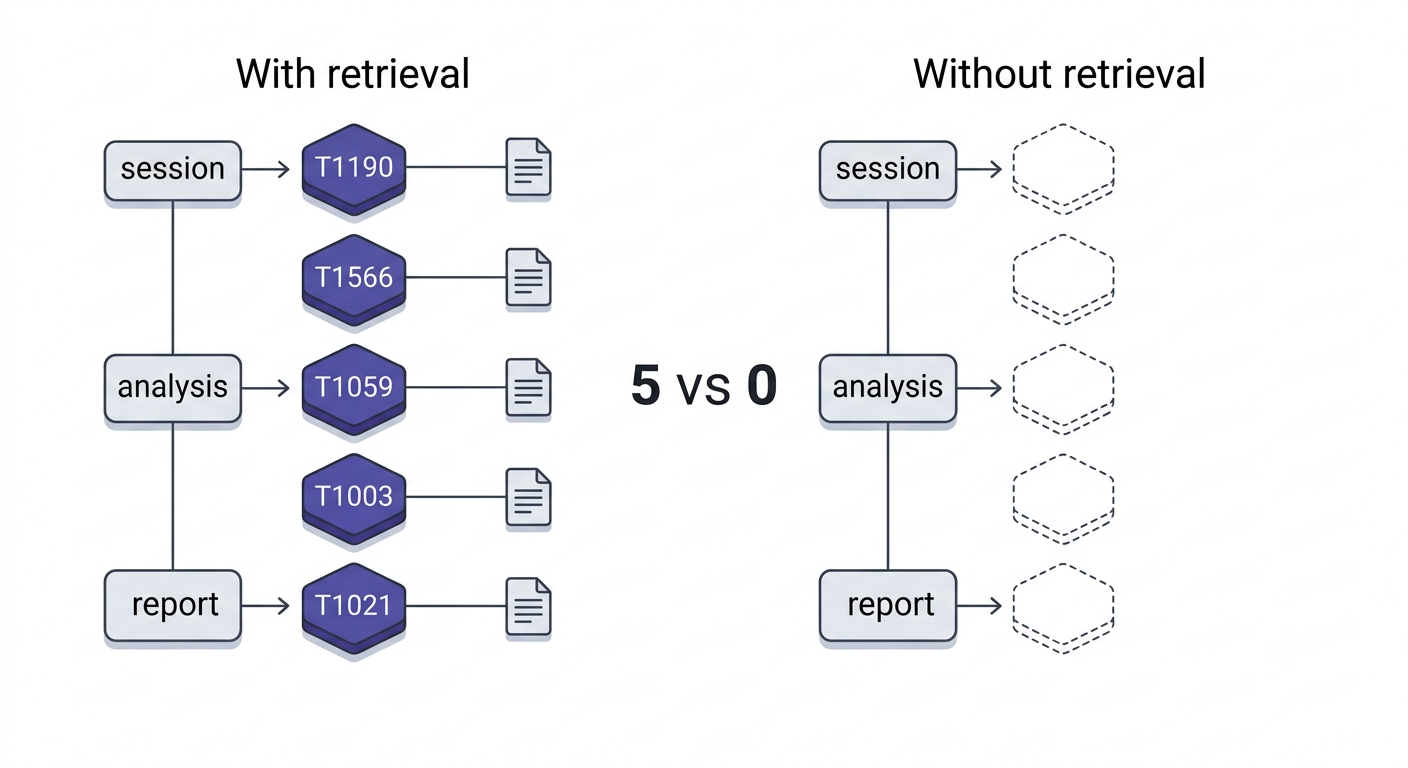 With retrieval
session
T1190
T1566
analysis
T1059
T1003
report
T1021
5 vs 0
Without retrieval
session
analysis
report